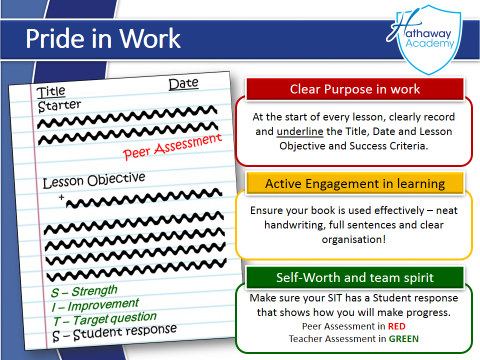 Pride in Work
Hathaway
Academy
Title Date
Starter
Peer Assessment
Lesson Objective
+
S – Strength
I – Improvement
T – Target question
S – Student response
Clear Purpose in work
At the start of every lesson, clearly record
and underline the Title, Date and Lesson
Objective and Success Criteria.
Active Engagement in learning
Ensure your book is used effectively – neat
handwriting, full sentences and clear
organisation!
Self-Worth and team spirit
Make sure your SIT has a Student response
that shows how you will make progress.
Peer Assessment in RED
Teacher Assessment in GREEN